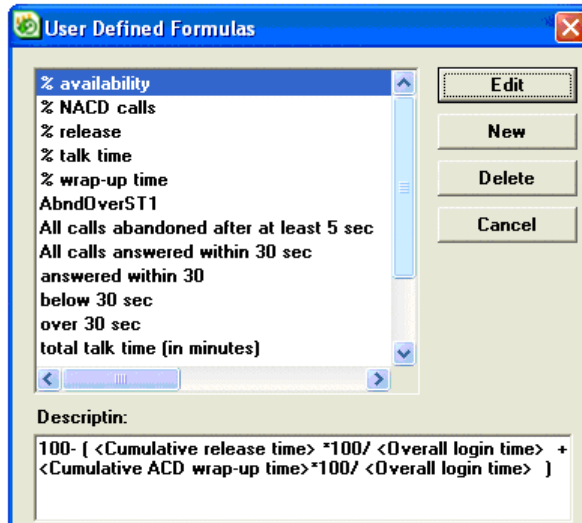 User Defined Formulas
% availability
% NACD calls
% release
% talk time
% wrap-up time
AbndOverST1
All calls abandoned after at least 5 sec
All calls answered within 30 sec
answered within 30
below 30 sec
over 30 sec
total talk time (in minutes)
Edit
New
Delete
Cancel
Descriptin:
100- ( <Cumulative release time> *100/ <Overall login time> +
<Cumulative ACD wrap-up time>*100/ <Overall login time> )